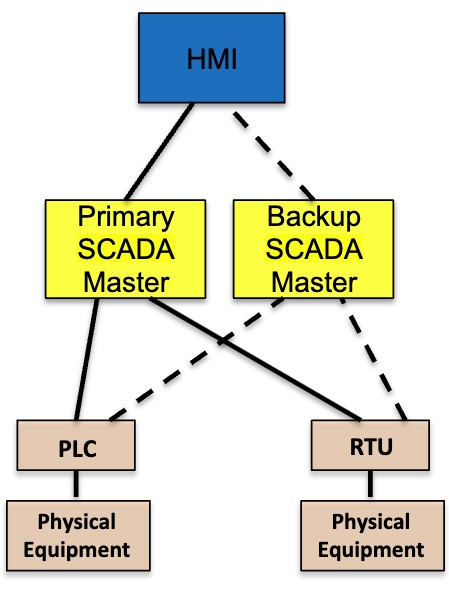 HMI
Primary
SCADA
Master
Backup
SCADA
Master
PLC
RTU
Physical
Equipment
Physical
Equipment